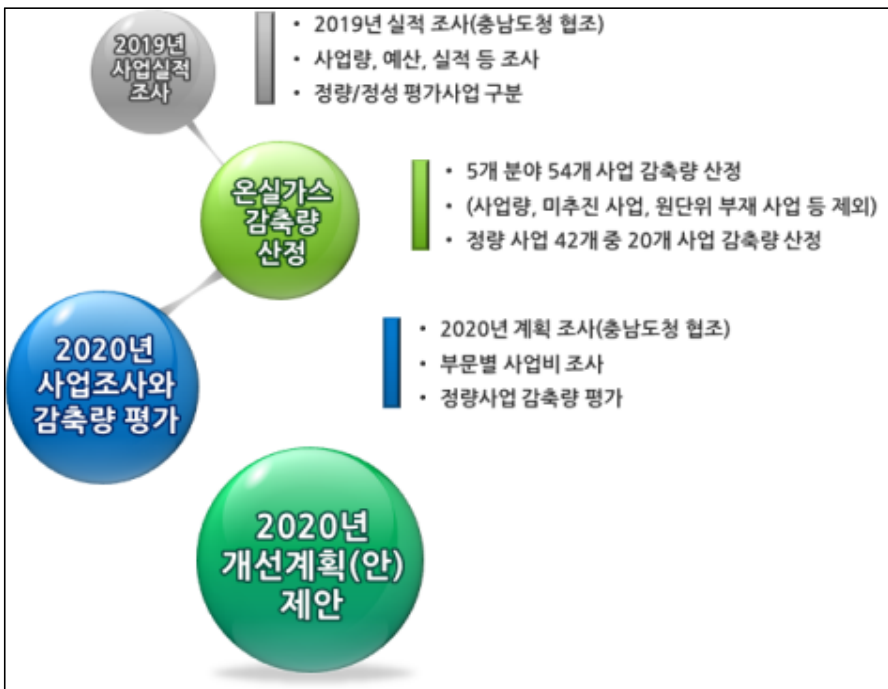 2019년
사업실적
조사
• 2019년 실적 조사(충남도청 협조)
• 사업량, 예산, 실적 등 조사
• 정량/정성 평가사업 구분
온실가스
감축량
산정
• 5개 분야 54개 사업 감축량 산정
• (사업량, 미추진 사업, 원단위 부재 사업 등 제외)
• 정량 사업 42개 중 20개 사업 감축량 산정
2020년
사업조사와
감축량 평가
• 2020년 계획 조사(충남도청 협조)
• 부문별 사업비 조사
• 정량사업 감축량 평가
2020년
개선계획(안)
제안